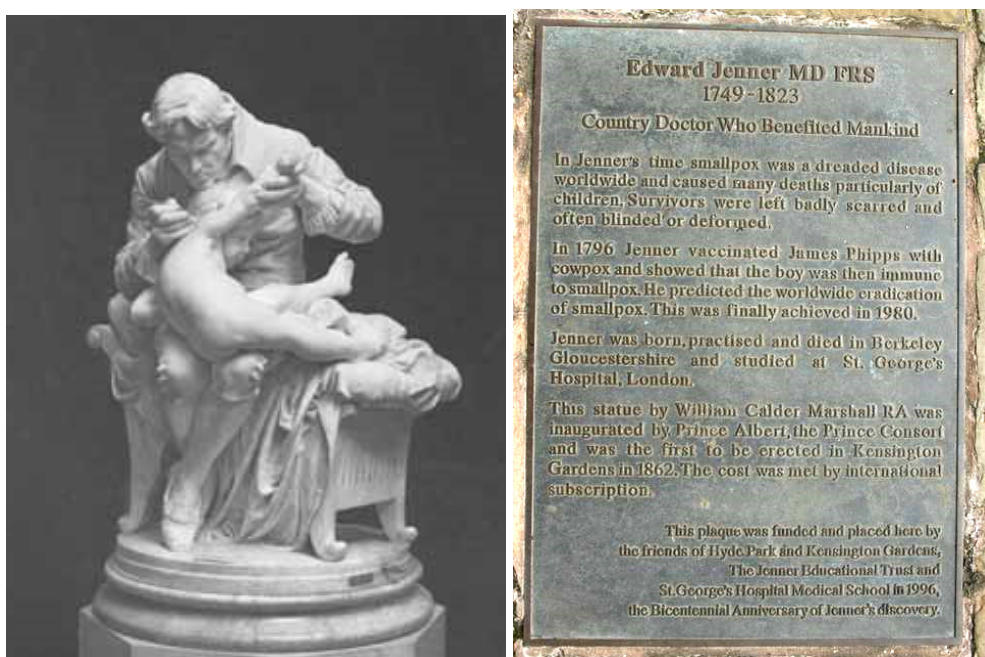 Edward Jenner MD FRS
1749-1823
Country Doctor Who Benefited Mankind
In Jenner's time smallpox was a dreaded disease
worldwide and caused many deaths particularly of
children. Survivors were left badly scarred and
often blinded or deformed.
In 1796 Jenner vaccinated James Phipps with
cowpox and showed that the boy was then immune
to smallpox. He predicted the worldwide eradication
of smallpox. This was finally achieved in 1980.
Jenner was born, practised and died in Berkeley
Gloucestershire and studied at St. George's
Hospital, London.
This statue by William Calder Marshall RA was
inaugurated by Prince Albert, the Prince Consort
and was the first to be erected in Kensington
Gardens in 1862. The cost was met by international
subscription.
This plaque was funded and placed here by
the friends of Hyde Park and Kensington Gardens,
The Jenner Educational Trust and
St.George's Hospital Medical School in 1996,
the Bicentennial Anniversary of Jenner's discovery.